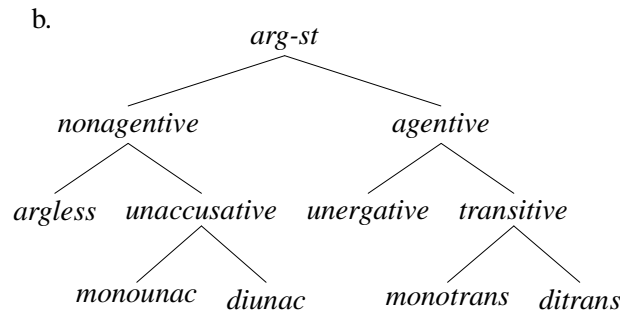 b.
arg-st
nonagentive agentive
argless unaccusative unergative transitive
monounac diunac monotrans ditrans